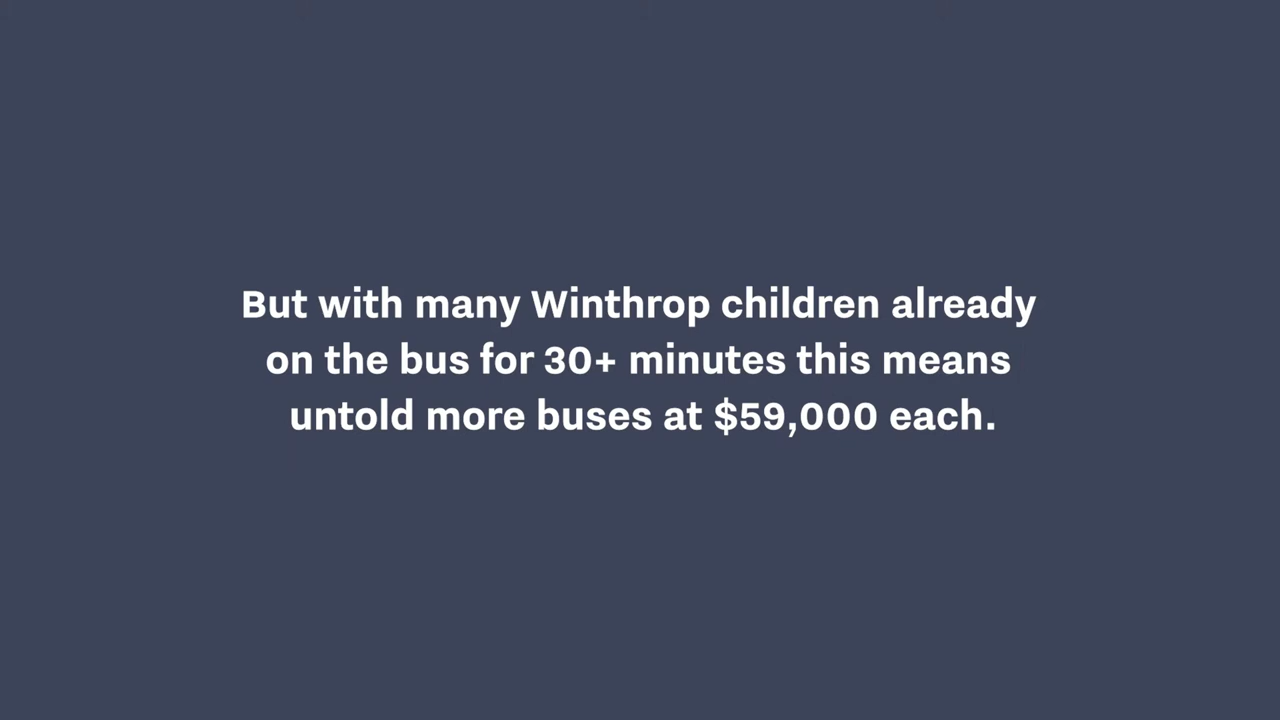 But with many Winthrop children already
on the bus for 30+ minutes this means
untold more buses at $59,000 each.